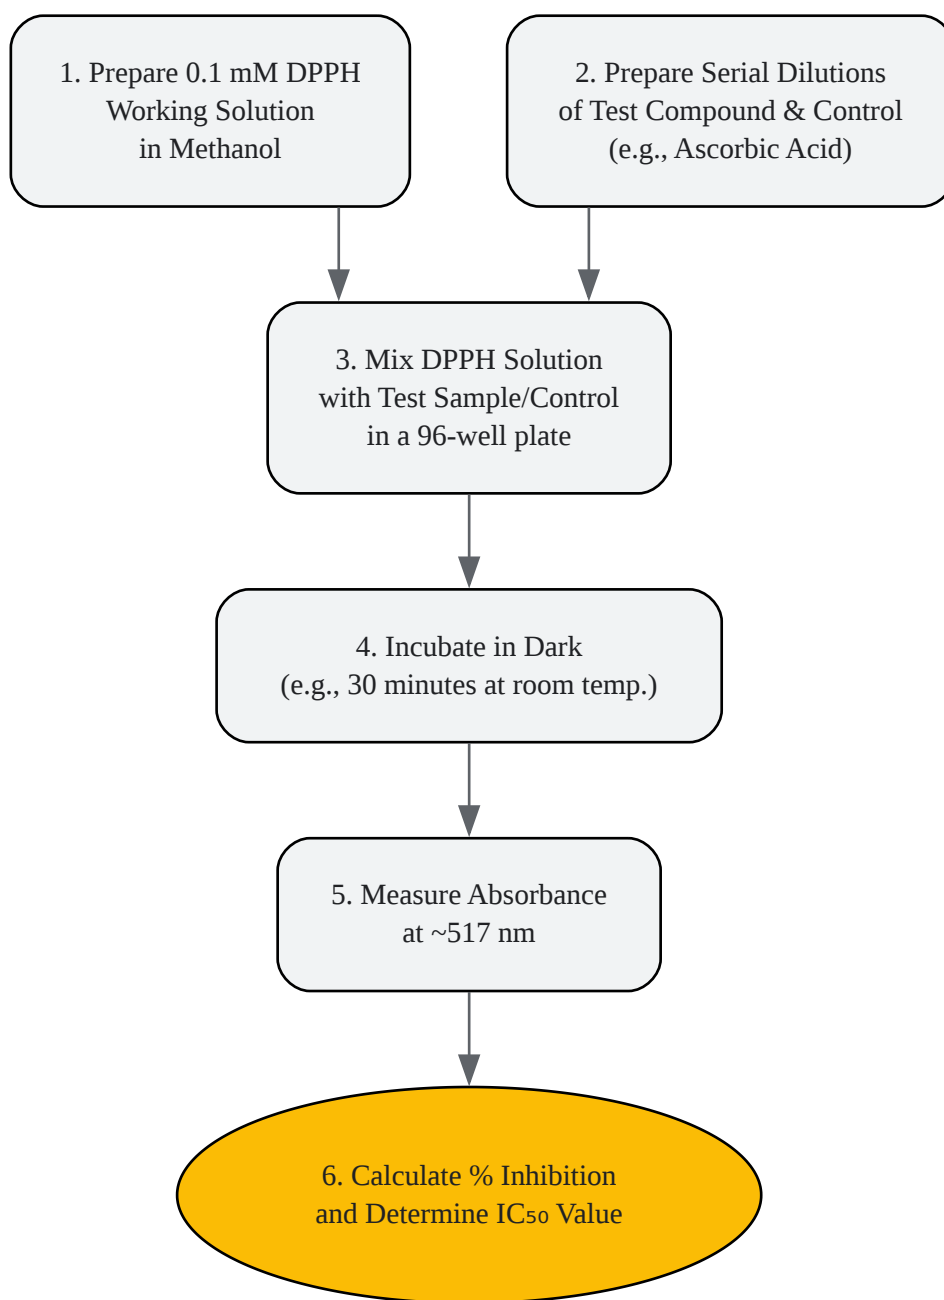 1. Prepare 0.1 mM DPPH
Working Solution
in Methanol
2. Prepare Serial Dilutions
of Test Compound & Control
(e.g., Ascorbic Acid)
3. Mix DPPH Solution
with Test Sample/Control
in a 96-well plate
4. Incubate in Dark
(e.g., 30 minutes at room temp.)
5. Measure Absorbance
at ~517 nm
6. Calculate % Inhibition
and Determine IC₅₀ Value